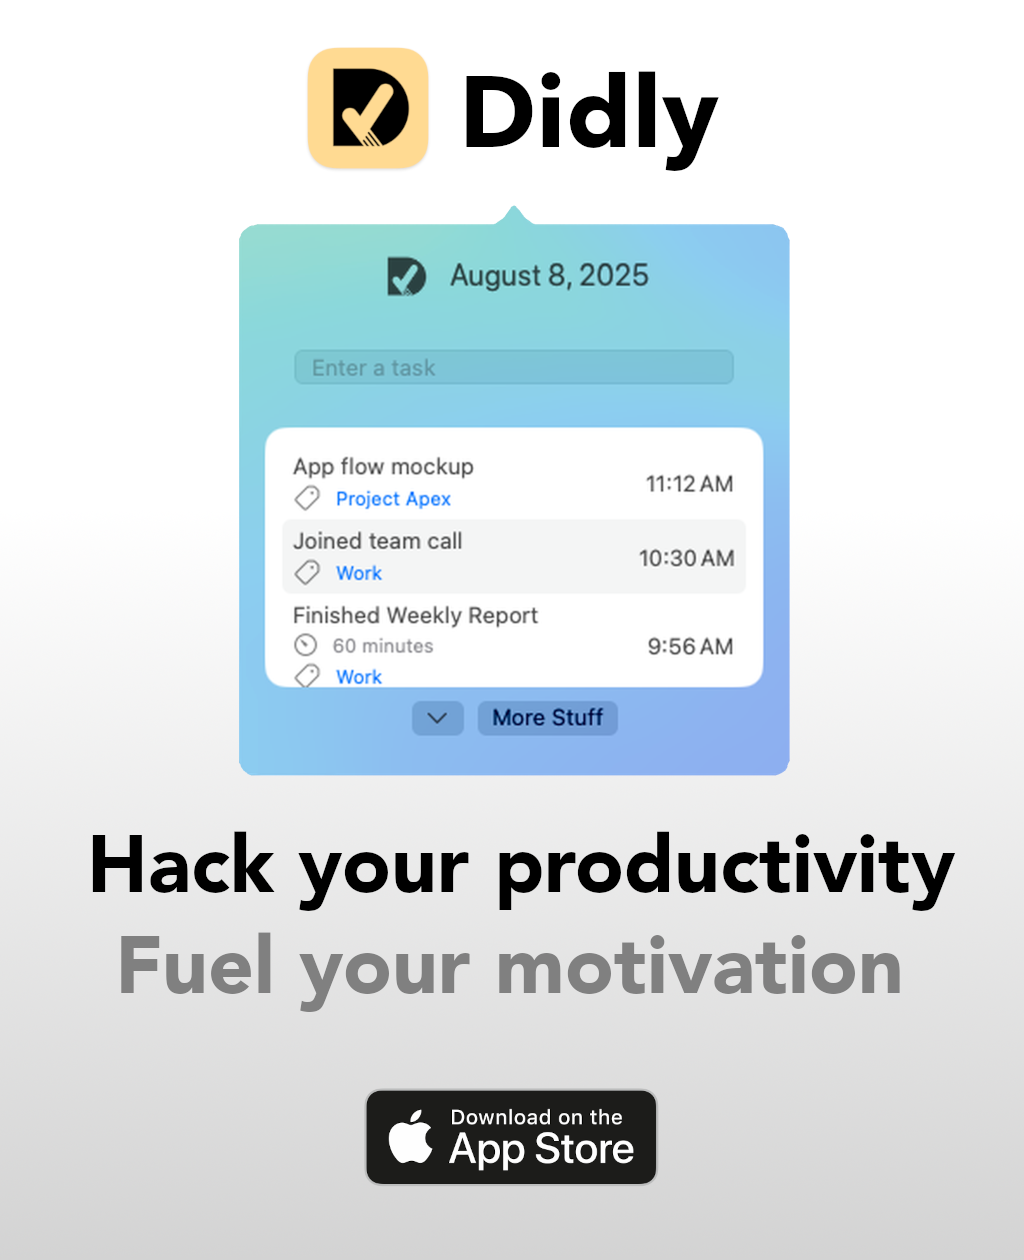 Didly
August 8, 2025
Enter a task
App flow mockup
11:12 AM
Project Apex
Joined team call
10:30 AM
Work
Finished Weekly Report
60 minutes
9:56 AM
Work
More Stuff
Hack your productivity
Fuel your motivation
Download on the
App Store